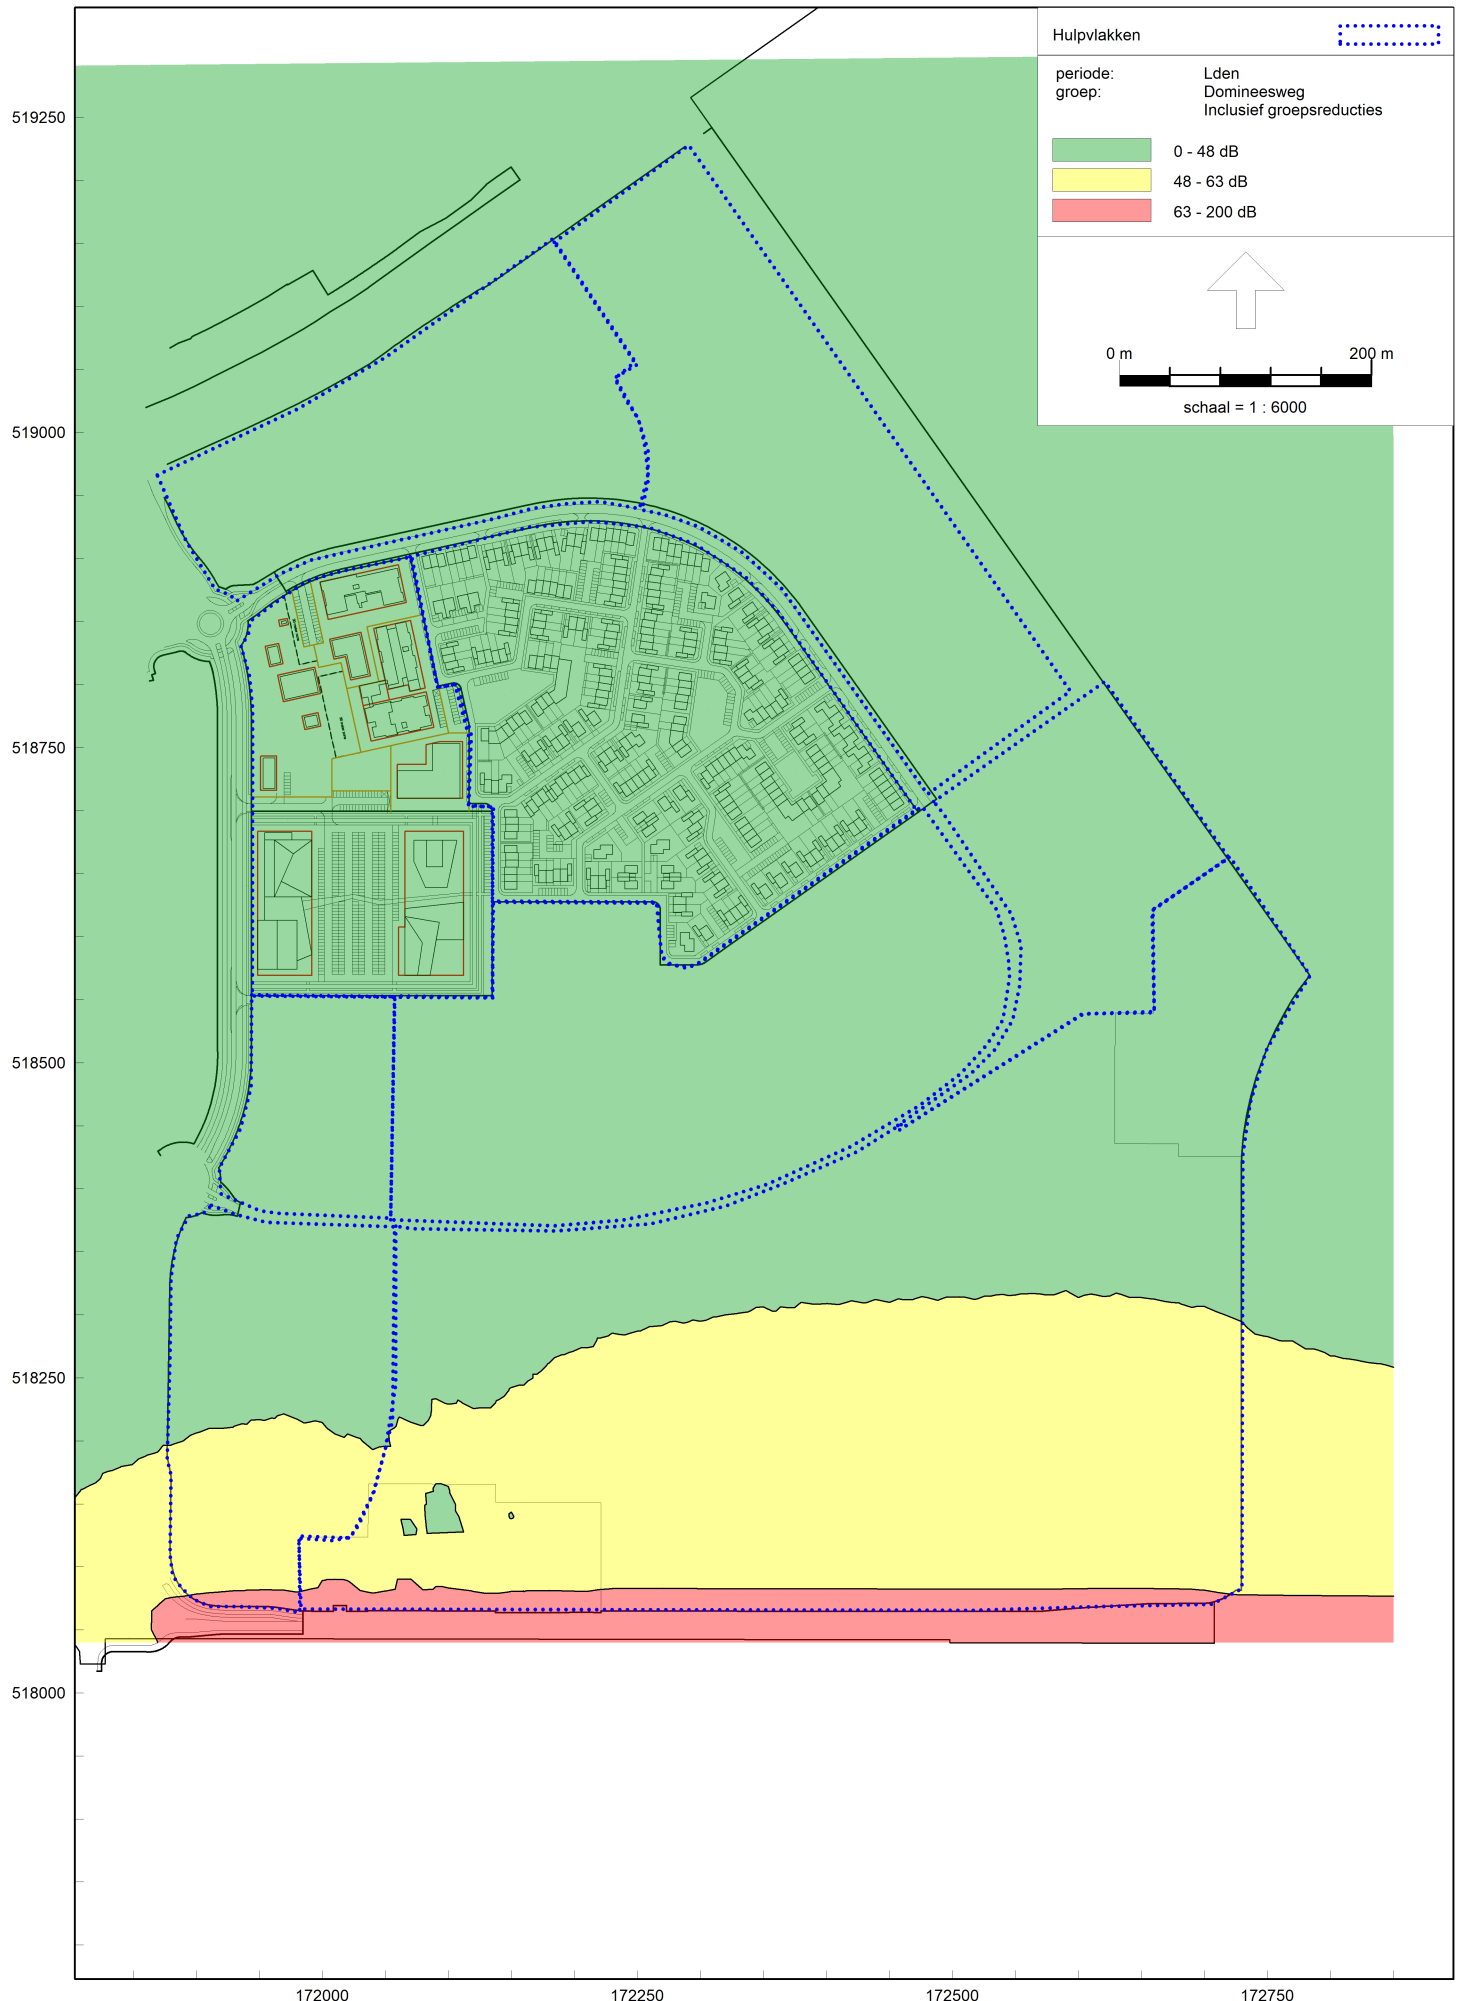 Hulpvlakken
periode: Lden
groep: Domineesweg
Inclusief groepsreducties
0 - 48 dB
48 - 63 dB
63 - 200 dB
0 m 200 m
schaal = 1 : 6000
519250
519000
518750
518500
518250
518000
172000 172250 172500 172750